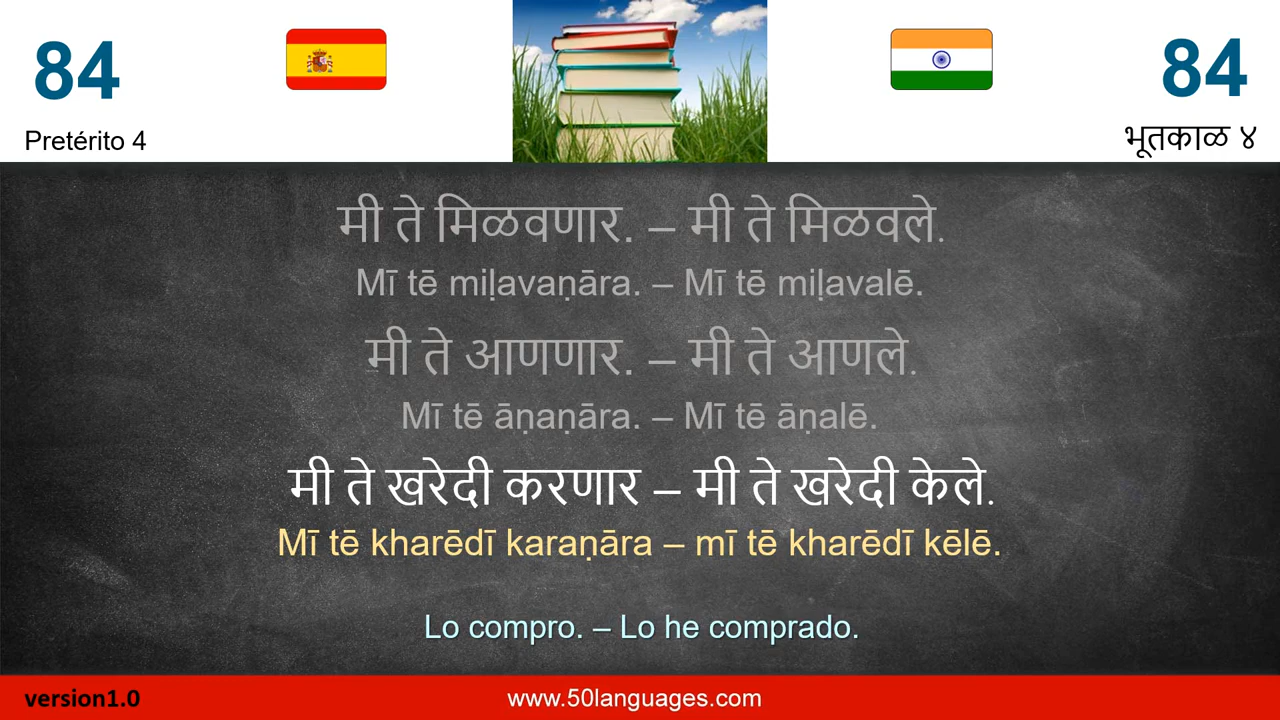 84
84
Pretérito 4
भूतकाळ ४
मी ते मिळवणार. – मी ते मिळवले.
Mī tē miḷavaṇāra. – Mī tē miḷavalē.
मी ते आणणार. – मी ते आणले.
Mī tē āṇaṇāra. – Mī tē āṇalē.
मी ते खरेदी करणार – मी ते खरेदी केले.
Mī tē kharēdī karaṇāra – mī tē kharēdī kēlē.
Lo compro. – Lo he comprado.
version1.0
www.50languages.com